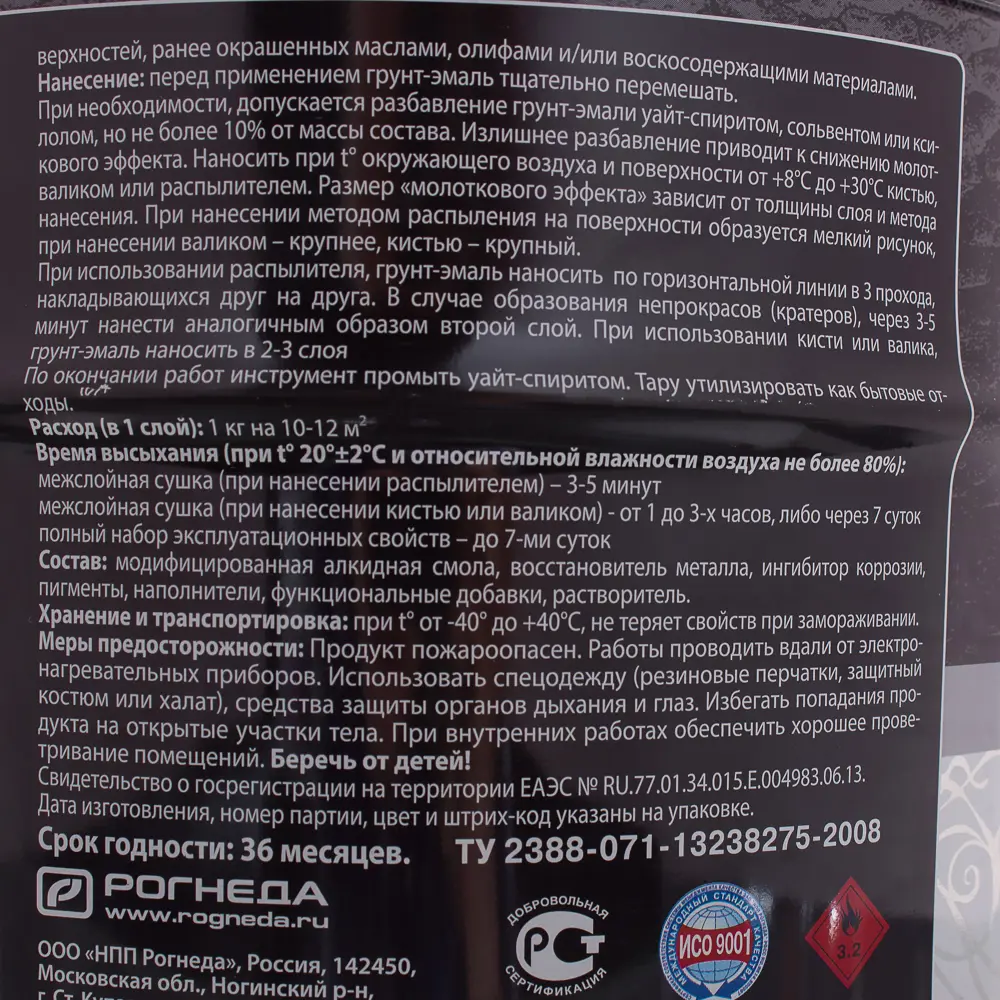 верхностей, ранее окрашенных маслами, олифами и/или воскосодержащими материалами.
Нанесение: перед применением грунт-эмаль тщательно перемешать.
При необходимости, допускается разбавление грунт-эмали уайт-спиритом, сольвентом или кси-
лолом, но не более 10% от массы состава. Излишнее разбавление приводит к снижению молот-
кового эффекта. Наносить при t° окружающего воздуха и поверхности от +8°С до +30°С кистью,
валиком или распылителем. Размер «молоткового эффекта» зависит от толщины слоя и метода
нанесения. При нанесении методом распыления на поверхности образуется мелкий рисунок,
при нанесении валиком – крупнее, кистью – крупный.
При использовании распылителя, грунт-эмаль наносить по горизонтальной линии в 3 прохода,
накладывающихся друг на друга. В случае образования непрокрасов (кратеров), через 3-5
минут нанести аналогичным образом второй слой. При использовании кисти или валика,
грунт-эмаль наносить в 2-3 слоя
По окончании работ инструмент промыть уайт-спиритом. Тару утилизировать как бытовые от-
ходы.
Расход (в 1 слой): 1 кг на 10-12 м²
Время высыхания (при t° 20°±2°С и относительной влажности воздуха не более 80%):
межслойная сушка (при нанесении распылителем) – 3-5 минут
межслойная сушка (при нанесении кистью или валиком) - от 1 до 3-х часов, либо через 7 суток
полный набор эксплуатационных свойств – до 7-ми суток
Состав: модифицированная алкидная смола, восстановитель металла, ингибитор коррозии,
пигменты, наполнители, функциональные добавки, растворитель.
Хранение и транспортировка: при t° от -40° до +40°С, не теряет свойств при замораживании.
Меры предосторожности: Продукт пожароопасен. Работы проводить вдали от электро-
нагревательных приборов. Использовать спецодежду (резиновые перчатки, защитный
костюм или халат), средства защиты органов дыхания и глаз. Избегать попадания про-
дукта на открытые участки тела. При внутренних работах обеспечить хорошее прове-
тривание помещений. Беречь от детей!
Свидетельство о госрегистрации на территории ЕАЭС № RU.77.01.34.015.Е.004983.06.13.
Дата изготовления, номер партии, цвет и штрих-код указаны на упаковке.
Срок годности: 36 месяцев. ТУ 2388-071-13238275-2008
РОГНЕДА
www.rogneda.ru
ООО «НПП Рогнеда», Россия, 142450,
Московская обл., Ногинский р-н,
ДОБРОВОЛЬНАЯ
РСТ
СЕРТИФИКАЦИЯ
МЕЖДУНАРОДНЫЙ СТАНДАРТ КАЧЕСТВА
ИСО 9001
3.2